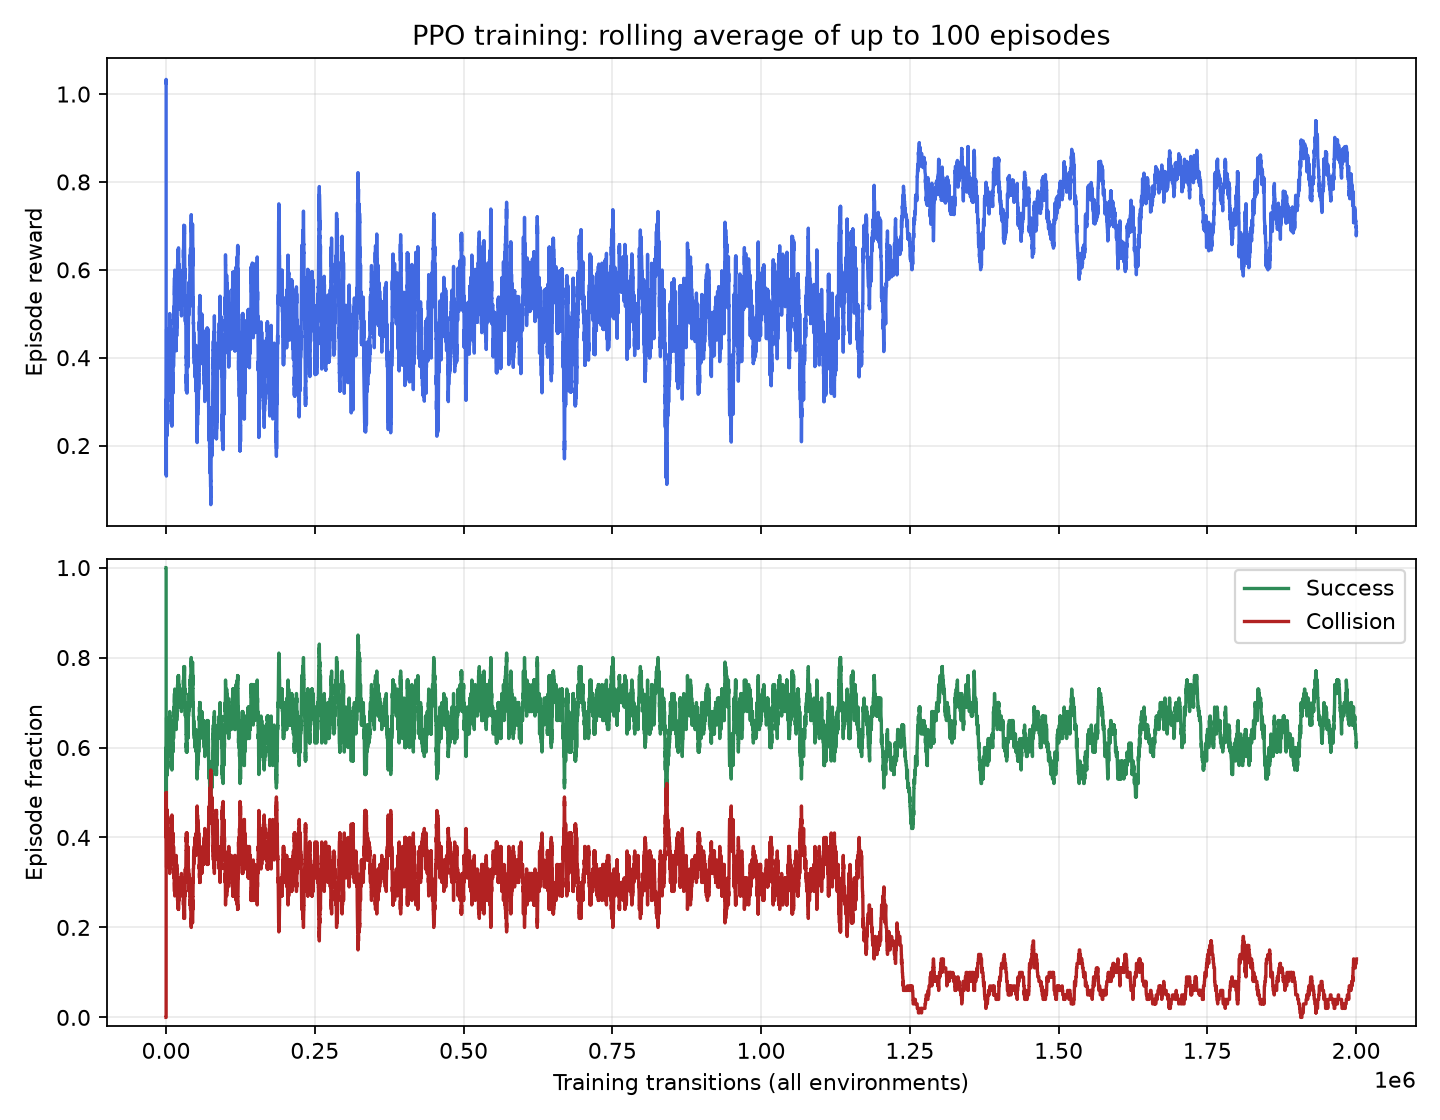 PPO training: rolling average of up to 100 episodes
Episode reward
1.0
0.8
0.6
0.4
0.2
Episode fraction
1.0
0.8
0.6
0.4
0.2
0.0
Success
Collision
0.00 0.25 0.50 0.75 1.00 1.25 1.50 1.75 2.00
1e6
Training transitions (all environments)